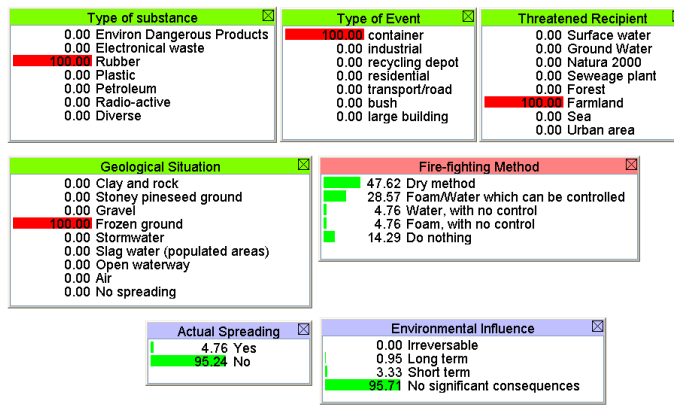 Type of substance
0.00 Environ Dangerous Products
0.00 Electronical waste
100.00 Rubber
0.00 Plastic
0.00 Petroleum
0.00 Radio-active
0.00 Diverse
Type of Event
100.00 container
0.00 industrial
0.00 recycling depot
0.00 residential
0.00 transport/road
0.00 bush
0.00 large building
Threatened Recipient
0.00 Surface water
0.00 Ground Water
0.00 Natura 2000
0.00 Seweage plant
0.00 Forest
100.00 Farmland
0.00 Sea
0.00 Urban area
Geological Situation
0.00 Clay and rock
0.00 Stoney pineseed ground
0.00 Gravel
100.00 Frozen ground
0.00 Stormwater
0.00 Slag water (populated areas)
0.00 Open waterway
0.00 Air
0.00 No spreading
Fire-fighting Method
47.62 Dry method
28.57 Foam/Water which can be controlled
4.76 Water, with no control
4.76 Foam, with no control
14.29 Do nothing
Actual Spreading
4.76 Yes
95.24 No
Environmental Influence
0.00 Irreversable
0.95 Long term
3.33 Short term
95.71 No significant consequences